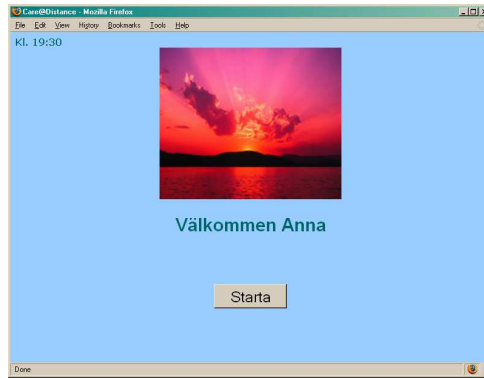 Care@Distance - Mozilla Firefox
File Edit View History Bookmarks Tools Help
Kl. 19:30
Välkommen Anna
Starta
Done